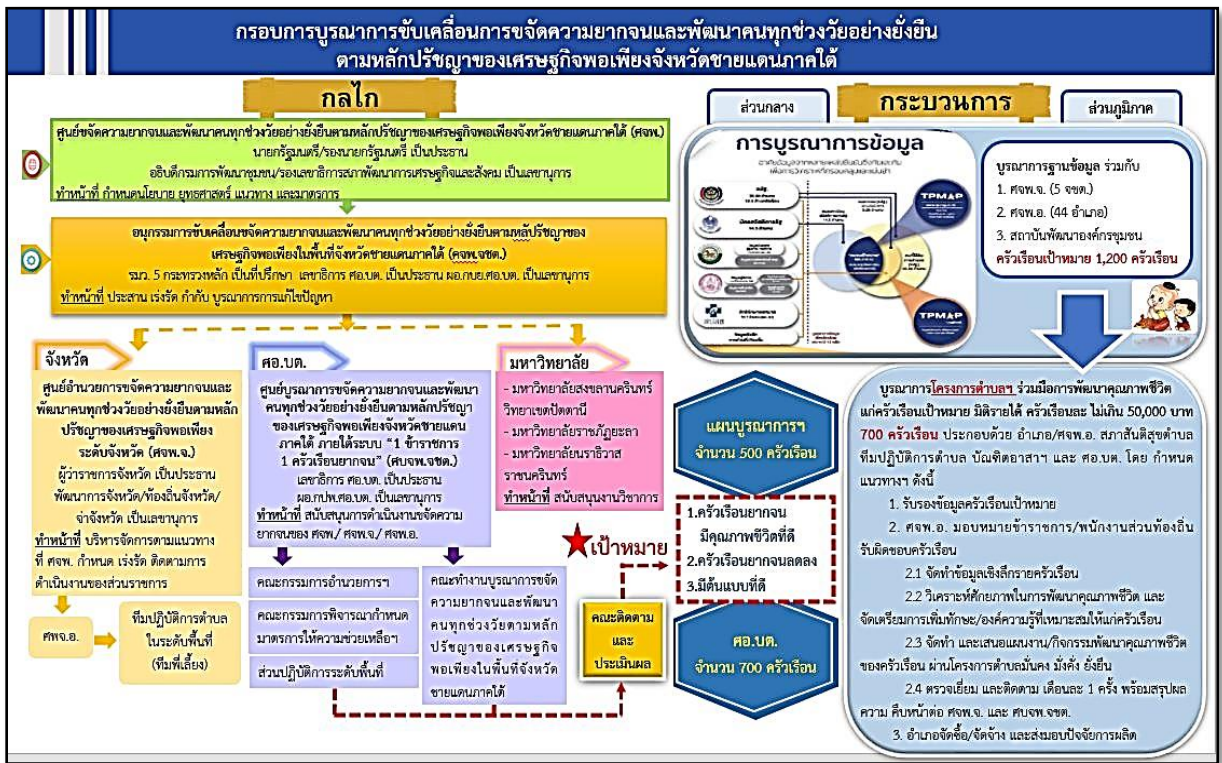 กรอบการบูรณาการขับเคลื่อนการขจัดความยากจนและพัฒนาคนทุกช่วงวัยอย่างยั่งยืน
ตามหลักปรัชญาของเศรษฐกิจพอเพียงจังหวัดชายแดนภาคใต้
กลไก
ศูนย์ขจัดความยากจนและพัฒนาคนทุกช่วงวัยอย่างยั่งยืนตามหลักปรัชญาของเศรษฐกิจพอเพียงจังหวัดชายแดนภาคใต้ (ศจพ.)
นายกรัฐมนตรี/รองนายกรัฐมนตรี เป็นประธาน
อธิบดีกรมการพัฒนาชุมชน/รองเลขาธิการสภาพัฒนาการเศรษฐกิจและสังคม เป็นเลขานุการ
ทำหน้าที่ กำหนดนโยบาย ยุทธศาสตร์ แนวทาง และมาตรการ
อนุกรรมการขับเคลื่อนขจัดความยากจนและพัฒนาคนทุกช่วงวัยอย่างยั่งยืนตามหลัปรัชญาของ
เศรษฐกิจพอเพียงในพื้นที่จังหวัดชายแดนภาคใต้ (คจพ.จชต.)
รมว. 5 กระทรวงหลัก เป็นที่ปรึกษา เลขาธิการ ศอ.บต. เป็นประธาน ผอ.กบย.ศอ.บต. เป็นเลขานุการ
ทำหน้าที่ ประสาน เร่งรัด กำกับ บูรณาการการแก้ไขปัญหา
จังหวัด
ศูนย์อำนวยการขจัดความยากจนและ
พัฒนาคนทุกช่วงวัยอย่างยั่งยืนตามหลัก
ปรัชญาของเศรษฐกิจพอเพียง
ระดับจังหวัด (ศจพ.จ.)
ผู้ว่าราชการจังหวัด เป็นประธาน
พัฒนาการจังหวัด/ท้องถิ่นจังหวัด/
จ่าจังหวัด เป็นเลขานุการ
ทำหน้าที่ บริหารจัดการตามแนวทาง
ที่ ศจพ. กำหนด เร่งรัด ติดตามการ
ดำเนินงานของส่วนราชการ
ศพจ.อ.
ทีมปฏิบัติการตำบล
ในระดับพื้นที่
(ทีมพี่เลี้ยง)
ศอ.บต.
ศูนย์บูรณาการขจัดความยากจนและพัฒนา
คนทุกช่วงวัยอย่างยั่งยืนตามหลักปรัชญา
ของเศรษฐกิจพอเพียงจังหวัดชายแดน
ภาคใต้ ภายใต้ระบบ "1 ข้าราชการ
1 ครัวเรือนยากจน" (ศบจพ.จชต.)
เลขาธิการ ศอ.บต. เป็นประธาน
ผอ.กปพ.ศอ.บต. เป็นเลขานุการ
ทำหน้าที่ สนับสนุนการดำเนินงานขจัดความ
ยากจนของ ศจพ./ ศจพ.จ./ ศจพ.อ.
คณะกรรมการอำนวยการฯ
คณะกรรมการพิจารณากำหนด
มาตรการให้ความช่วยเหลือฯ
ส่วนปฏิบัติการระดับพื้นที่
คณะทำงานบูรณาการขจัด
ความยากจนและพัฒนา
คนทุกช่วงวัยตามหลัก
ปรัชญาของเศรษฐกิจ
พอเพียงในพื้นที่จังหวัด
ชายแดนภาคใต้
มหาวิทยาลัย
- มหาวิทยาลัยสงขลานครินทร์
วิทยาเขตปัตตานี
- มหาวิทยาลัยราชภัฏยะลา
- มหาวิทยาลัยนราธิวาส
ราชนครินทร์
ทำหน้าที่ สนับสนุนงานวิชาการ
เป้าหมาย
คณะติดตาม
และ
ประเมินผล
แผนบูรณาการฯ
จำนวน 500 ครัวเรือน
1.ครัวเรือนยากจน
มีคุณภาพชีวิตที่ดี
2.ครัวเรือนยากจนลดลง
3.มีต้นแบบที่ดี
ศอ.บต.
จำนวน 700 ครัวเรือน
ส่วนกลาง
กระบวนการ
ส่วนภูมิภาค
การบูรณาการข้อมูล
TPMAP
TPMAP
บูรณาการฐานข้อมูล ร่วมกับ
1. ศจพ.จ. (5 จชต.)
2. ศจพ.อ. (44 อำเภอ)
3. สถาบันพัฒนาองค์กรชุมชน
ครัวเรือนเป้าหมาย 1,200 ครัวเรือน
บูรณาการโครงการตำบลฯ ร่วมมือการพัฒนาคุณภาพชีวิต
แก่ครัวเรือนเป้าหมาย มิติรายได้ ครัวเรือนละ ไม่เกิน 50,000 บาท
700 ครัวเรือน ประกอบด้วย อำเภอ/ศจพ.อ. สภาสันติสุขตำบล
ทีมปฏิบัติการตำบล บัณฑิตอาสาฯ และ ศอ.บต. โดย กำหนด
แนวทางฯ ดังนี้
1. รับรองข้อมูลครัวเรือนเป้าหมาย
2. ศจพ.อ. มอบหมายข้าราชการ/พนักงานส่วนท้องถิ่น
รับผิดชอบครัวเรือน
2.1 จัดทำข้อมูลเชิงลึกรายครัวเรือน
2.2 วิเคราะห์ศักยภาพในการพัฒนาคุณภาพชีวิต และ
จัดเตรียมการเพิ่มทักษะ/องค์ความรู้ที่เหมาะสมให้แก่ครัวเรือน
2.3 จัดทำ และเสนอแผนงาน/กิจกรรมพัฒนาคุณภาพชีวิต
ของครัวเรือน ผ่านโครงการตำบลมั่นคง มั่งคั่ง ยั่งยืน
2.4 ตรวจเยี่ยม และติดตาม เดือนละ 1 ครั้ง พร้อมสรุปผล
ความ คืบหน้าต่อ ศจพ.จ. และ ศบจพ.จชต.
3. อำเภอจัดซื้อ/จัดจ้าง และส่งมอบปัจจัยการผลิต